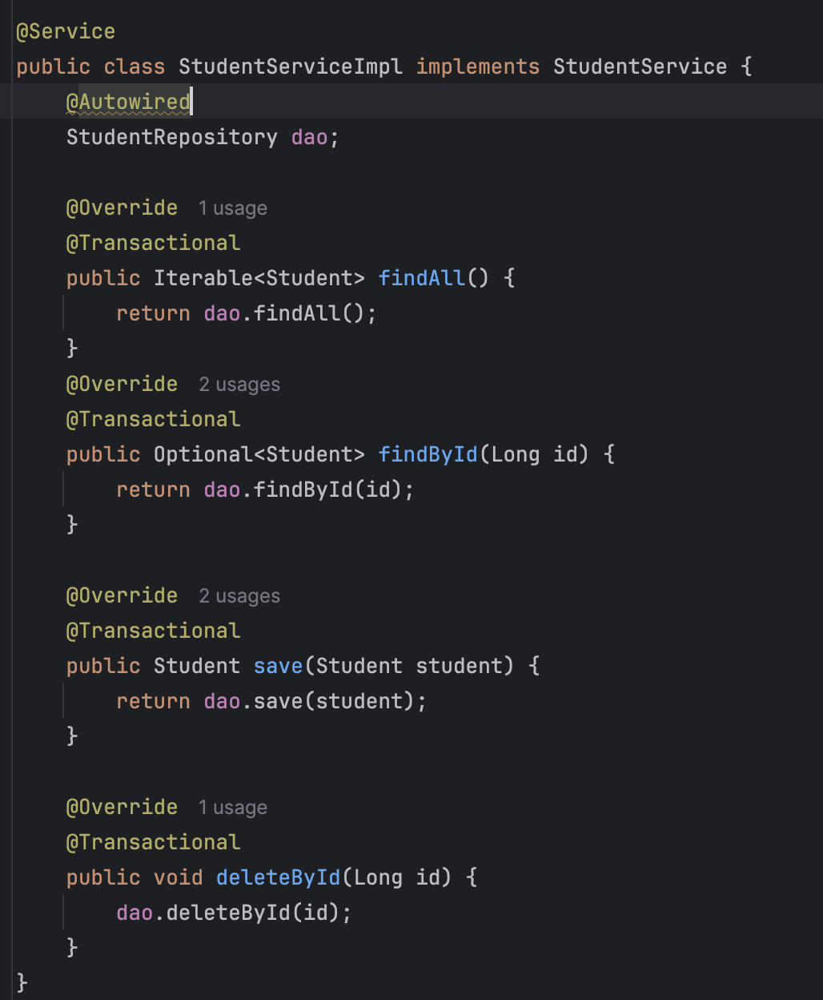 @Service
public class StudentServiceImpl implements StudentService {
@Autowired
StudentRepository dao;
@Override 1 usage
@Transactional
public Iterable<Student> findAll() {
return dao.findAll();
}
@Override 2 usages
@Transactional
public Optional<Student> findById(Long id) {
return dao.findById(id);
}
@Override 2 usages
@Transactional
public Student save(Student student) {
return dao.save(student);
}
@Override 1 usage
@Transactional
public void deleteById(Long id) {
dao.deleteById(id);
}
}